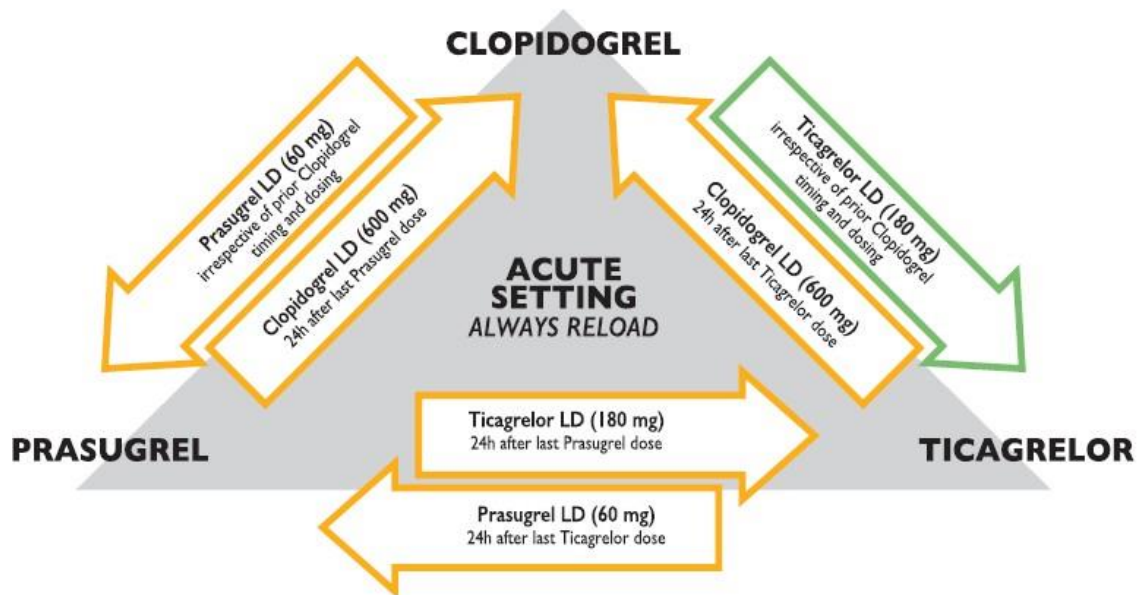 CLOPIDOGREL
Prasugrel LD (60 mg)
irrespective of prior Clopidogrel
timing and dosing
Clopidogrel LD (600 mg)
24h after last Prasugrel dose
Ticagrelor LD (180 mg)
irrespective of prior Clopidogrel
timing and dosing
Clopidogrel LD (600 mg)
24h after last Ticagrelor dose
ACUTE
SETTING
ALWAYS RELOAD
PRASUGREL
Ticagrelor LD (180 mg)
24h after last Prasugrel dose
TICAGRELOR
Prasugrel LD (60 mg)
24h after last Ticagrelor dose